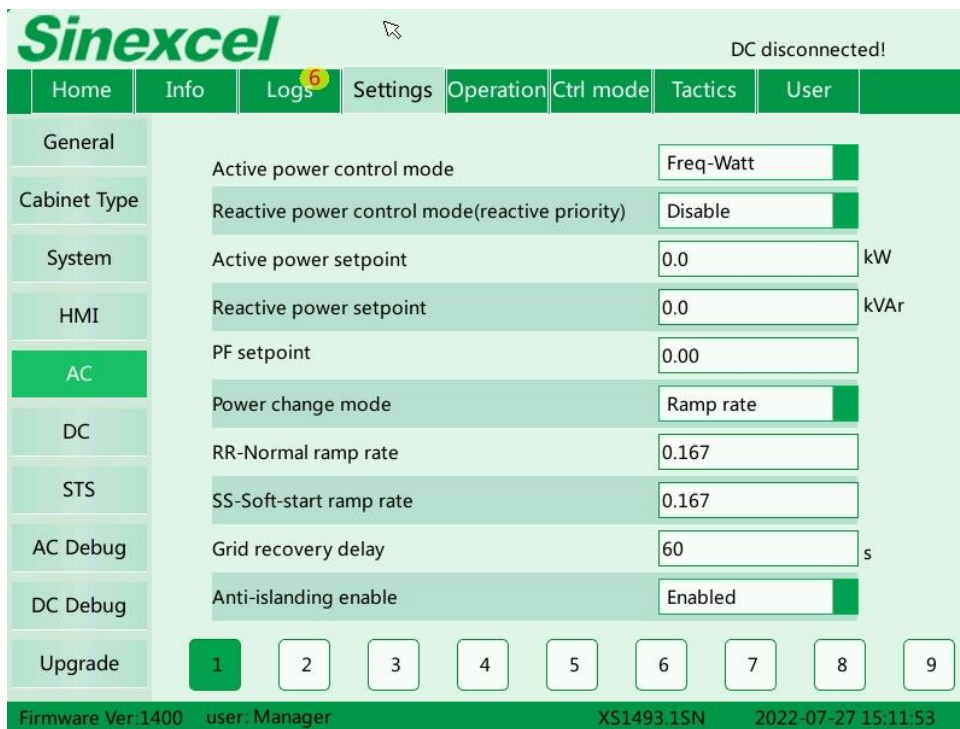 Sinexcel
DC disconnected!
Home Info Logs 6 Settings Operation Ctrl mode Tactics User
General
Cabinet Type
System
HMI
AC
DC
STS
AC Debug
DC Debug
Upgrade
Active power control mode Freq-Watt
Reactive power control mode(reactive priority) Disable
Active power setpoint 0.0 kW
Reactive power setpoint 0.0 kVAr
PF setpoint 0.00
Power change mode Ramp rate
RR-Normal ramp rate 0.167
SS-Soft-start ramp rate 0.167
Grid recovery delay 60 s
Anti-islanding enable Enabled
1 2 3 4 5 6 7 8 9
Firmware Ver:1400 user: Manager XS1493.1SN 2022-07-27 15:11:53